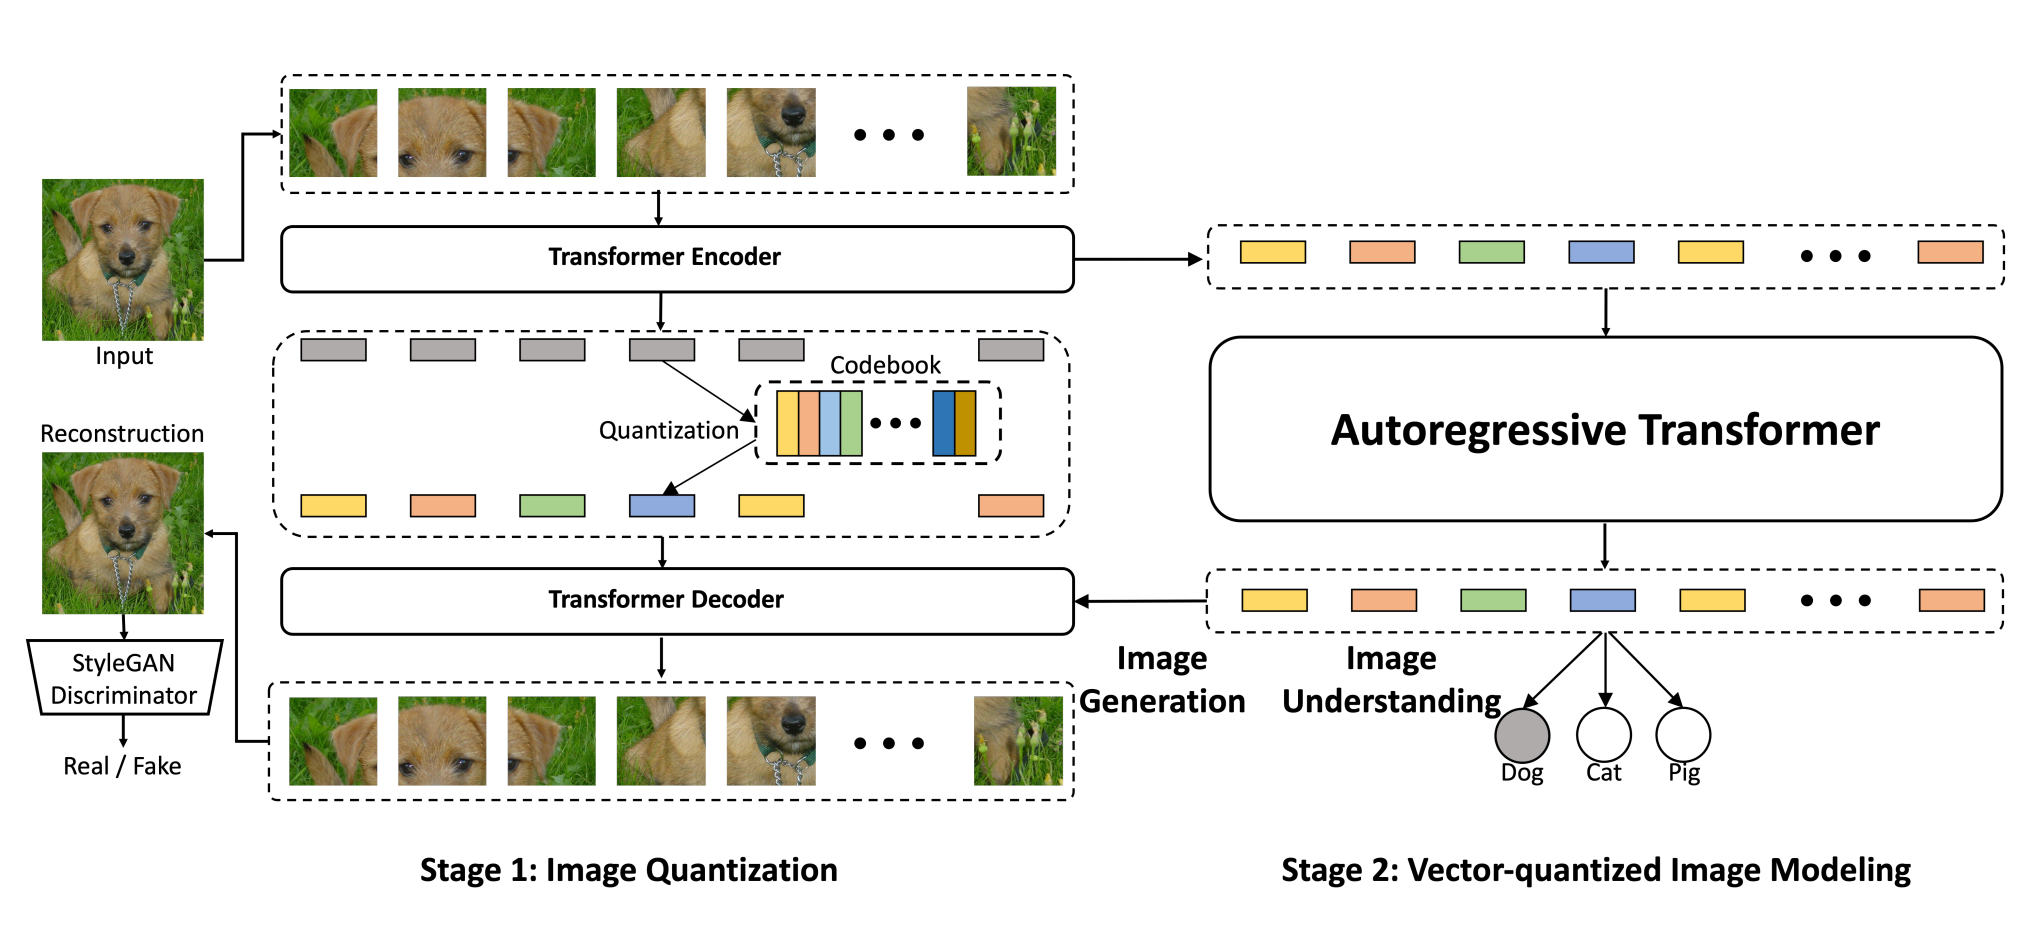 Input
Transformer Encoder
Codebook
Quantization
Reconstruction
Transformer Decoder
StyleGAN
Discriminator
Real / Fake
Stage 1: Image Quantization
Autoregressive Transformer
Image
Generation
Image
Understanding
Dog
Cat
Pig
Stage 2: Vector-quantized Image Modeling